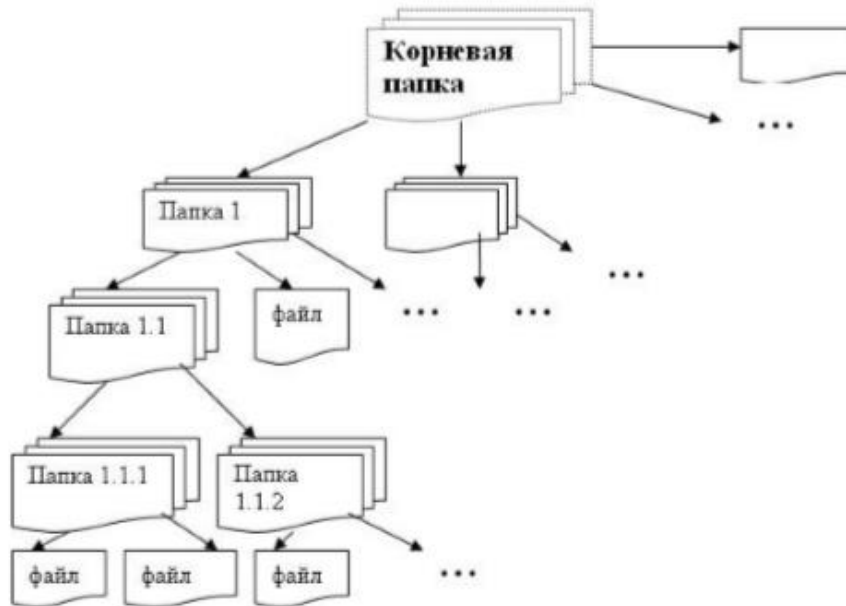 Корневая
папка
...
Папка 1
...
Папка 1.1
файл
...
...
Папка 1.1.1
Папка
1.1.2
файл
файл
файл
...